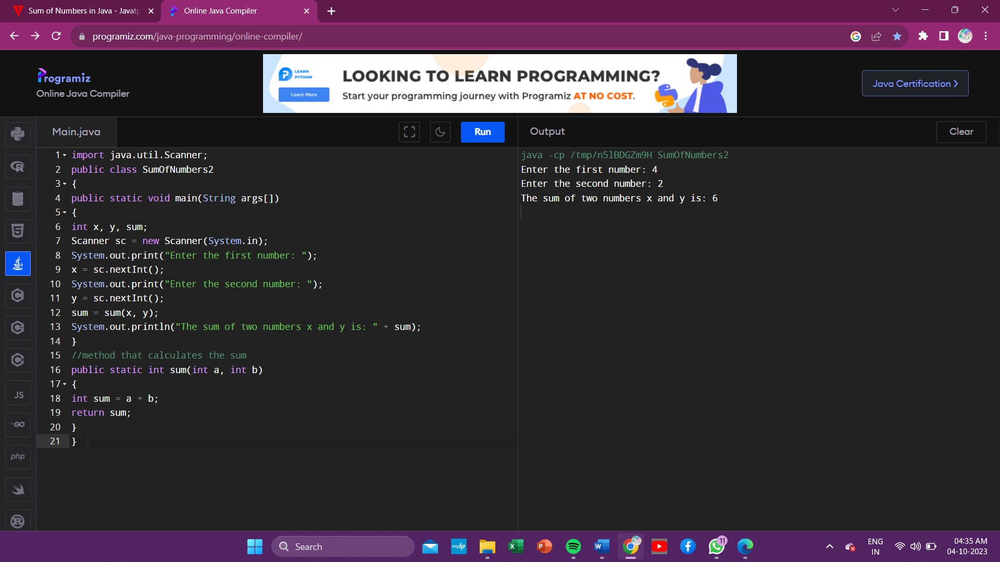 Sum of Numbers in Java - Javatp
Online Java Compiler
programiz.com/java-programming/online-compiler/
Programiz
Online Java Compiler
LEARN
PYTHON
Learn More
LOOKING TO LEARN PROGRAMMING?
Start your programming journey with Programiz AT NO COST.
Java Certification ❯
Main.java
Run
Output
Clear
1 import java.util.Scanner;
2 public class SumOfNumbers2
3 {
4 public static void main(String args[])
5 {
6 int x, y, sum;
7 Scanner sc = new Scanner(System.in);
8 System.out.print("Enter the first number: ");
9 x = sc.nextInt();
10 System.out.print("Enter the second number: ");
11 y = sc.nextInt();
12 sum = sum(x, y);
13 System.out.println("The sum of two numbers x and y is: " + sum);
14 }
15 //method that calculates the sum
16 public static int sum(int a, int b)
17 {
18 int sum = a + b;
19 return sum;
20 }
21 }
java -cp /tmp/n5lBDGZm9H SumOfNumbers2
Enter the first number: 4
Enter the second number: 2
The sum of two numbers x and y is: 6
R
5
C
C
C
JS
GO
php
R
Search
myhp
X
P
W
11
ENG
IN
04:35 AM
04-10-2023